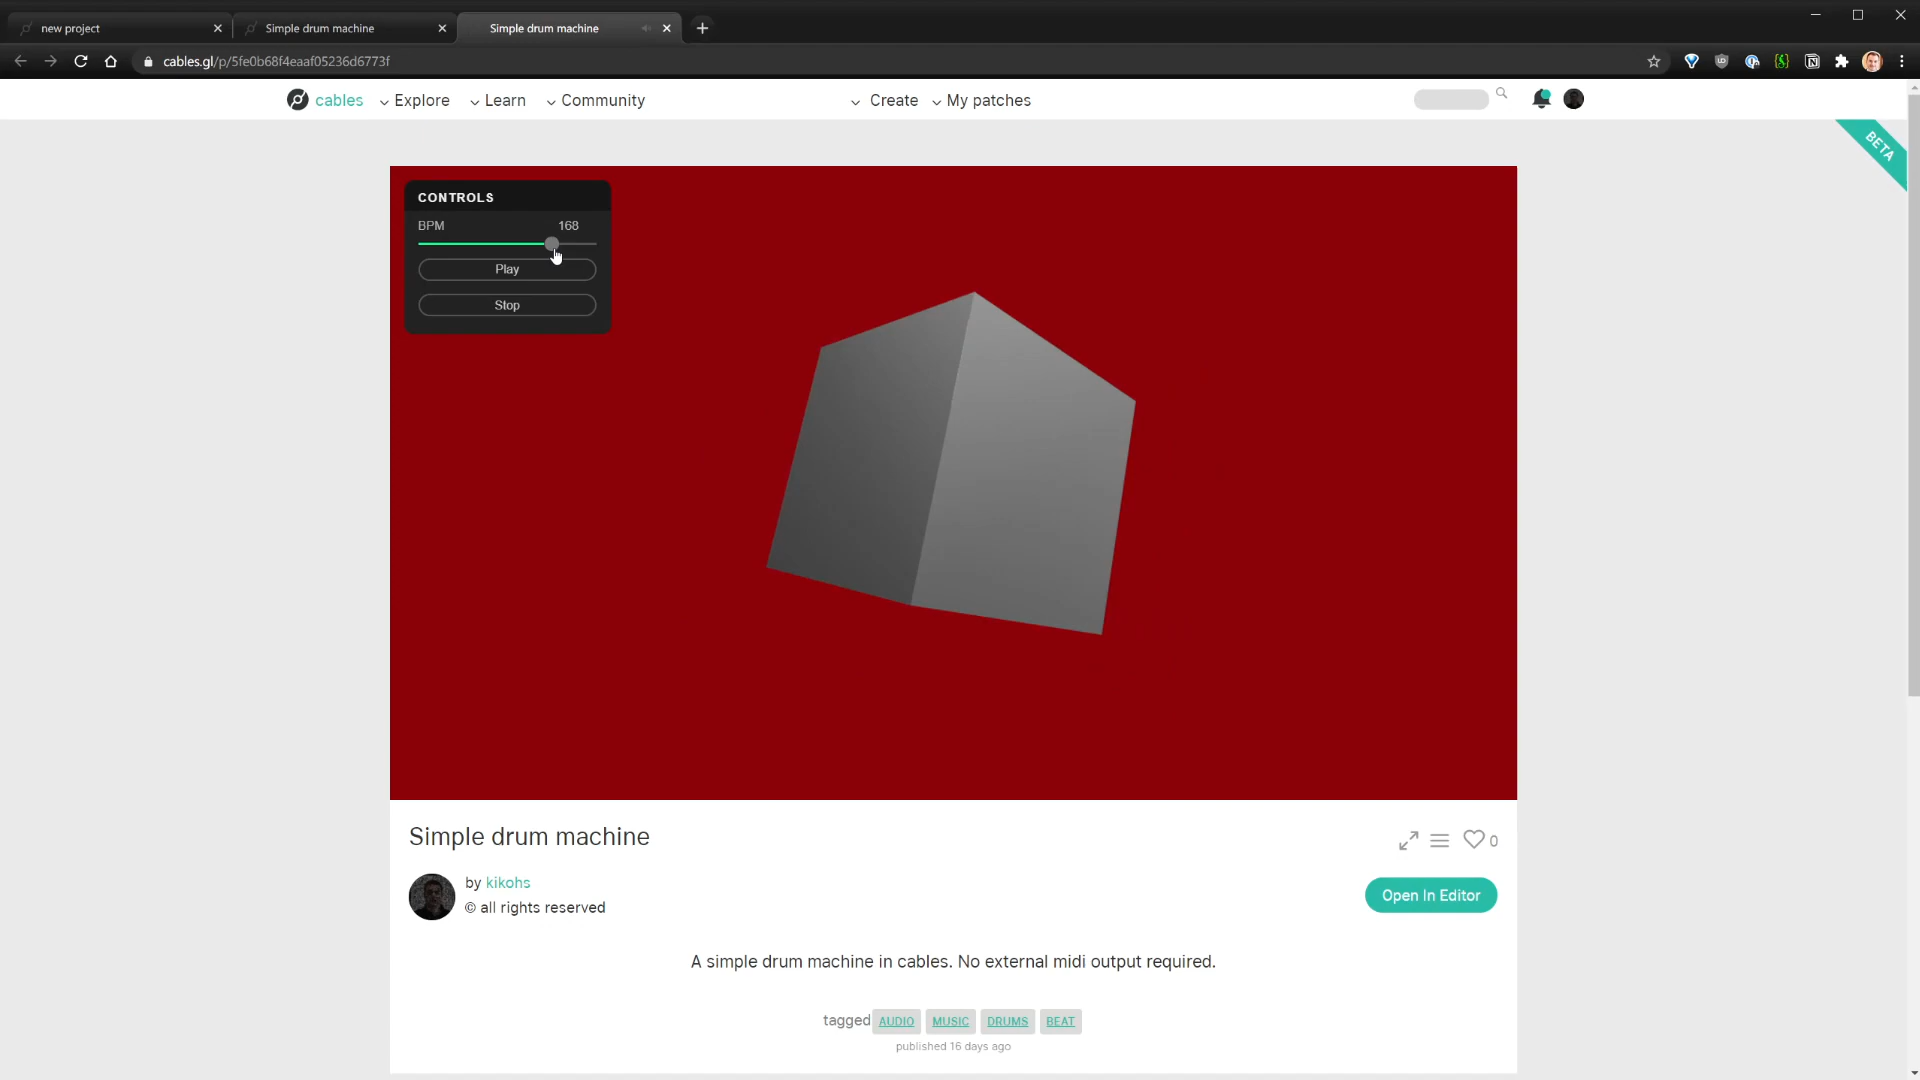 new project
Simple drum machine
Simple drum machine
cables.gl/p/5fe0b68f4eaaf05236d6773f
cables Explore Learn Community Create My patches
BETA
CONTROLS
BPM 168
Play
Stop
Simple drum machine
0
by kikohs
© all rights reserved
Open In Editor
A simple drum machine in cables. No external midi output required.
tagged AUDIO MUSIC DRUMS BEAT
published 16 days ago